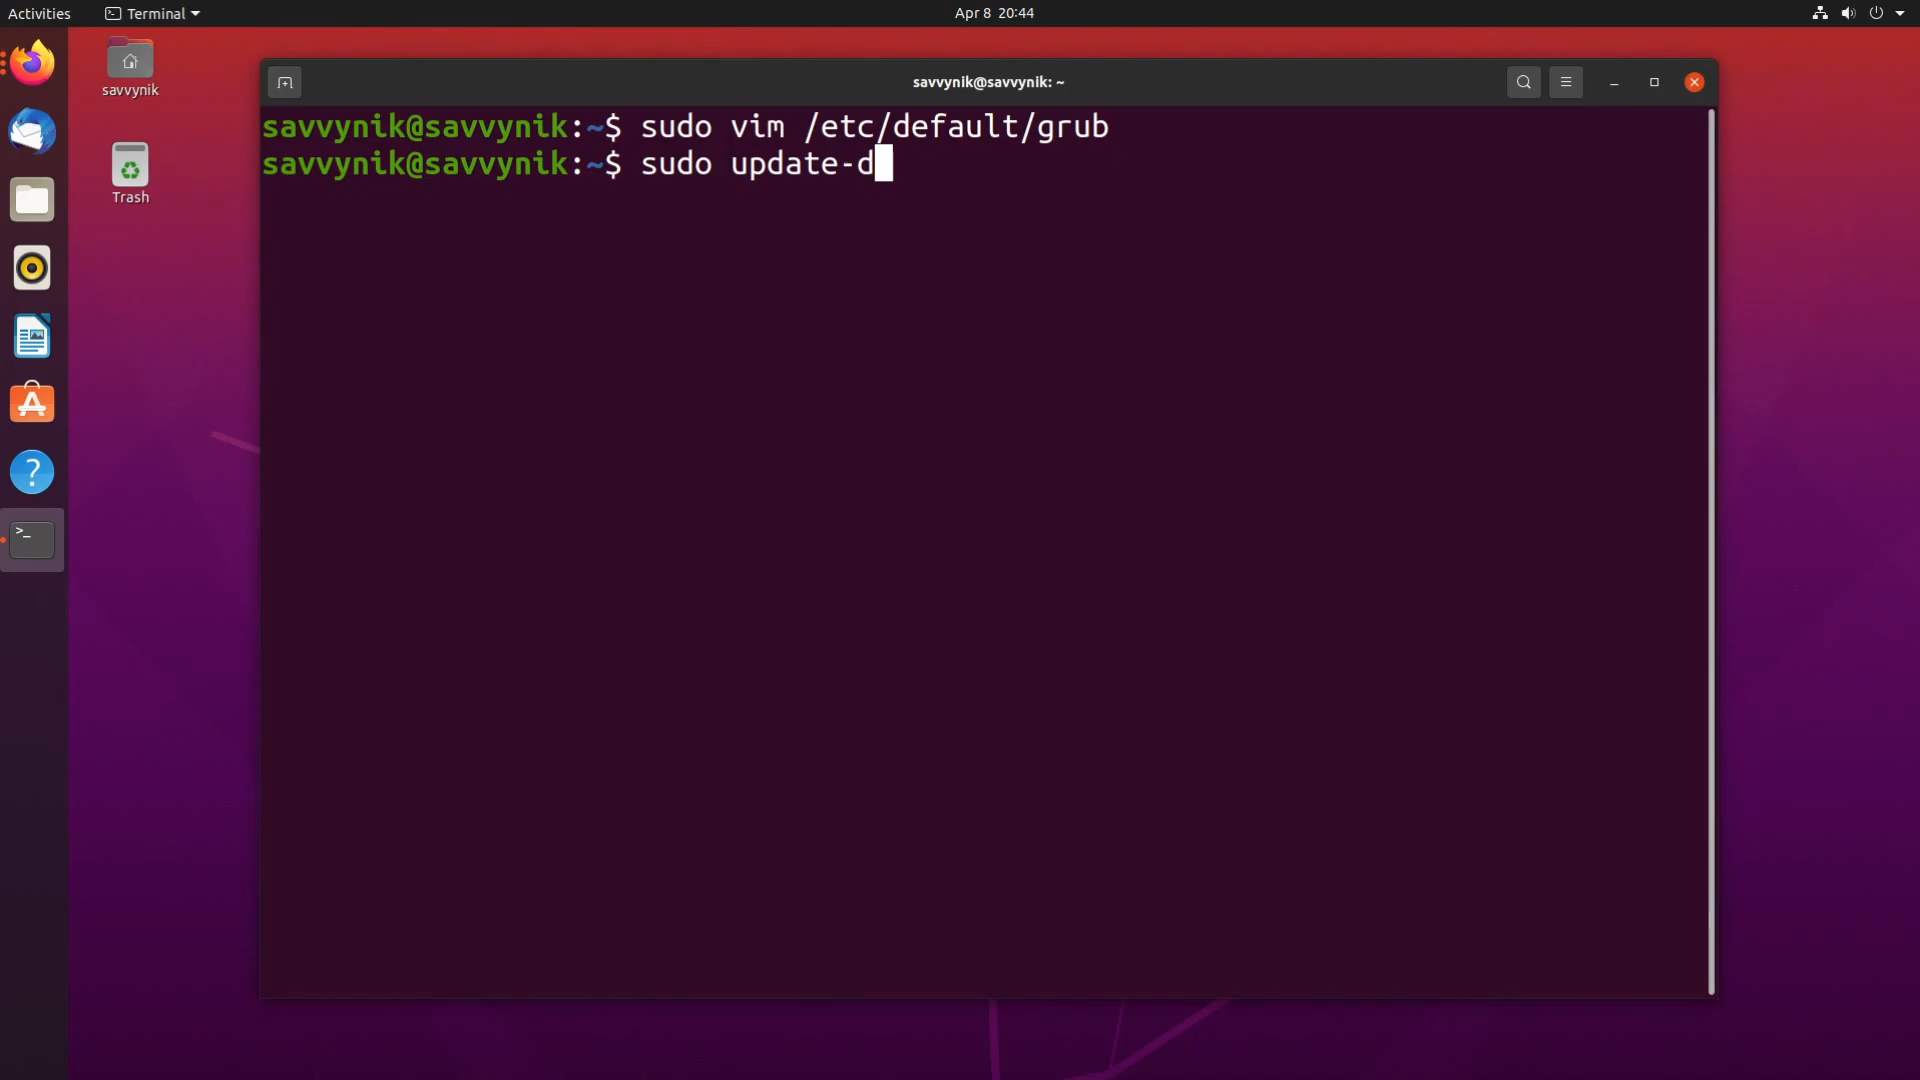 Activities
Terminal
Apr 8 20:44
savvynik
Trash
savvynik@savvynik: ~
savvynik@savvynik:~$ sudo vim /etc/default/grub
savvynik@savvynik:~$ sudo update-d